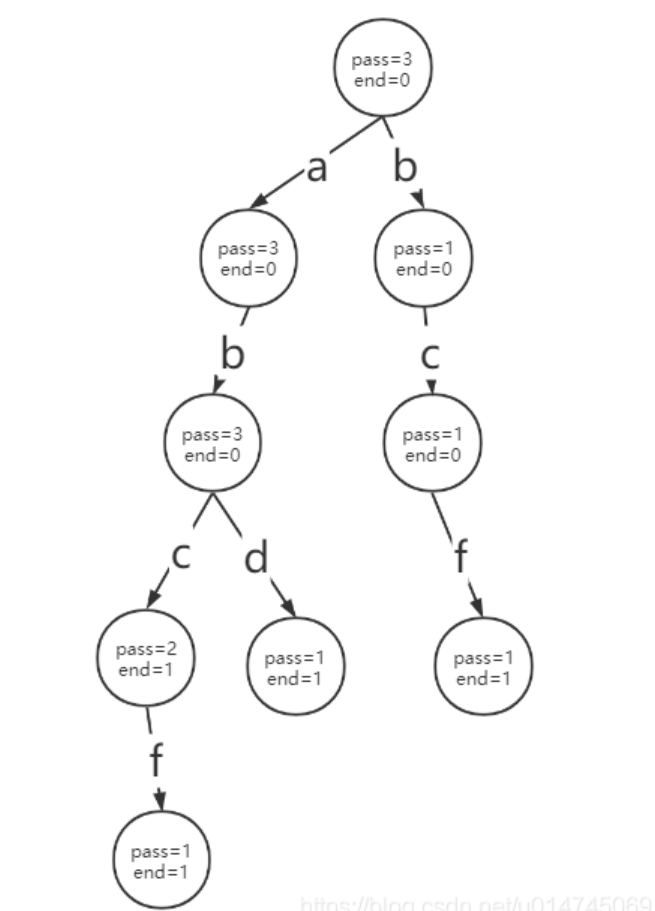 pass=3
end=0
a
b
pass=3
end=0
pass=1
end=0
b
c
pass=3
end=0
pass=1
end=0
c
d
f
pass=2
end=1
pass=1
end=1
pass=1
end=1
f
pass=1
end=1
https://blog.csdn.net/u014745069